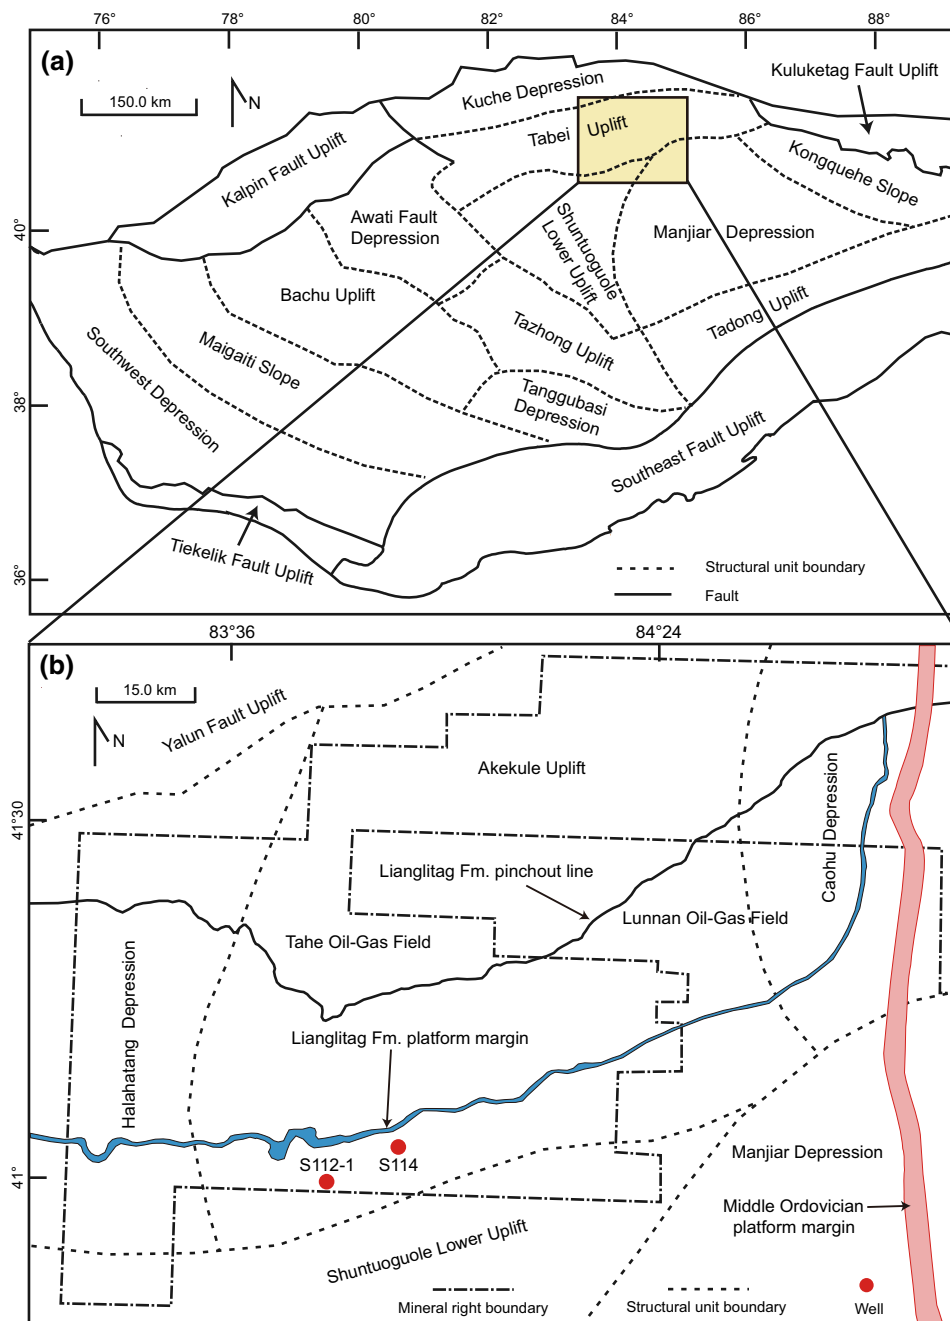 76° 78° 80° 82° 84° 86° 88°
(a)
150.0 km
N
Kuluketag Fault Uplift
Kuche Depression
Tabei Uplift
Kalpin Fault Uplift
Kongquehe Slope
40°
Awati Fault
Depression
Shuntuoguole
Lower Uplift
Manjiar Depression
Bachu Uplift
Tadong Uplift
Tazhong Uplift
Maigaiti Slope
Southwest Depression
38°
Tanggubasi
Depression
Southeast Fault Uplift
Tiekelik Fault Uplift
36°
Structural unit boundary
Fault
83°36 84°24
(b)
15.0 km
N
Yalun Fault Uplift
Akekule Uplift
41°30
Caohu Depression
Lianglitag Fm. pinchout line
Lunnan Oil-Gas Field
Tahe Oil-Gas Field
Halahatang Depression
Lianglitag Fm. platform margin
S112-1
S114
41°
Manjiar Depression
Middle Ordovician
platform margin
Shuntuoguole Lower Uplift
Mineral right boundary
Structural unit boundary
Well